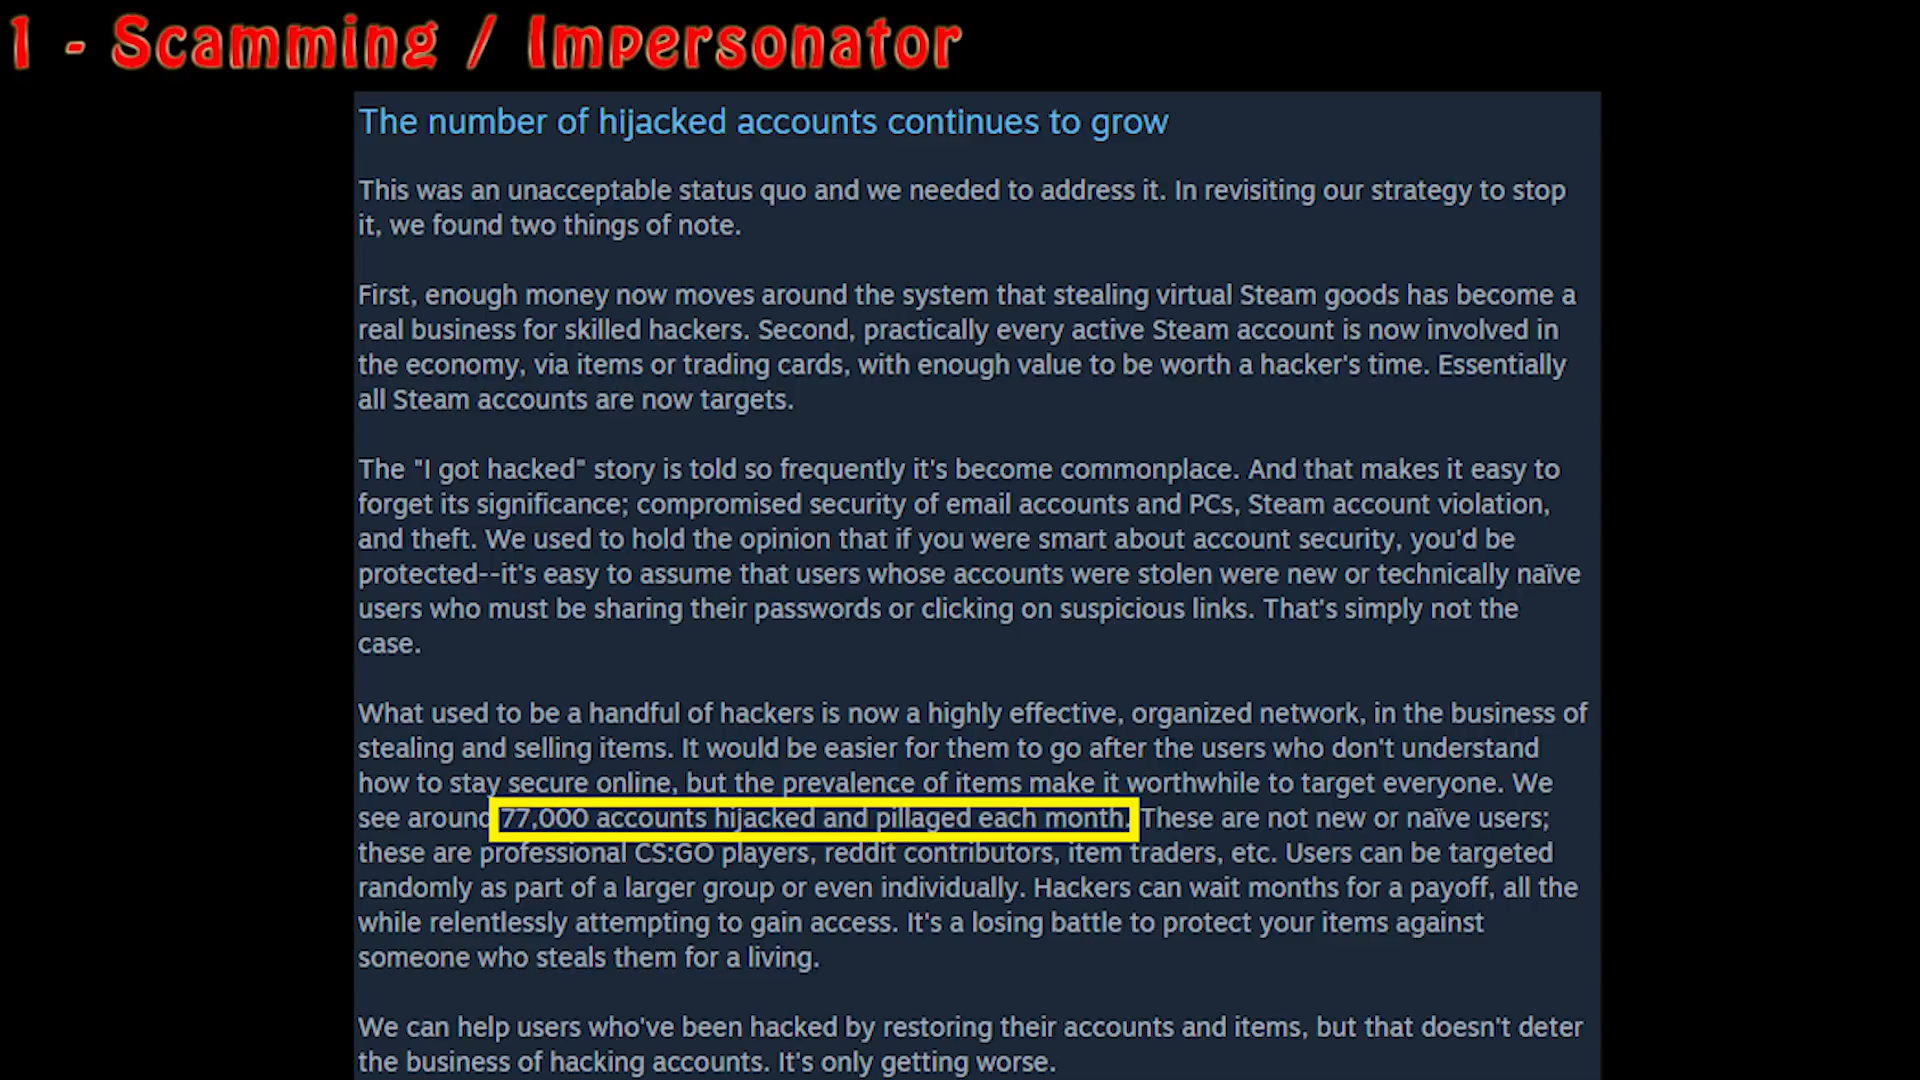 1 - Scamming / Impersonator
The number of hijacked accounts continues to grow
This was an unacceptable status quo and we needed to address it. In revisiting our strategy to stop
it, we found two things of note.
First, enough money now moves around the system that stealing virtual Steam goods has become a
real business for skilled hackers. Second, practically every active Steam account is now involved in
the economy, via items or trading cards, with enough value to be worth a hacker's time. Essentially
all Steam accounts are now targets.
The "I got hacked" story is told so frequently it's become commonplace. And that makes it easy to
forget its significance; compromised security of email accounts and PCs, Steam account violation,
and theft. We used to hold the opinion that if you were smart about account security, you'd be
protected--it's easy to assume that users whose accounts were stolen were new or technically naïve
users who must be sharing their passwords or clicking on suspicious links. That's simply not the
case.
What used to be a handful of hackers is now a highly effective, organized network, in the business of
stealing and selling items. It would be easier for them to go after the users who don't understand
how to stay secure online, but the prevalence of items make it worthwhile to target everyone. We
see around 77,000 accounts hijacked and pillaged each month. These are not new or naïve users;
these are professional CS:GO players, reddit contributors, item traders, etc. Users can be targeted
randomly as part of a larger group or even individually. Hackers can wait months for a payoff, all the
while relentlessly attempting to gain access. It's a losing battle to protect your items against
someone who steals them for a living.
We can help users who've been hacked by restoring their accounts and items, but that doesn't deter
the business of hacking accounts. It's only getting worse.